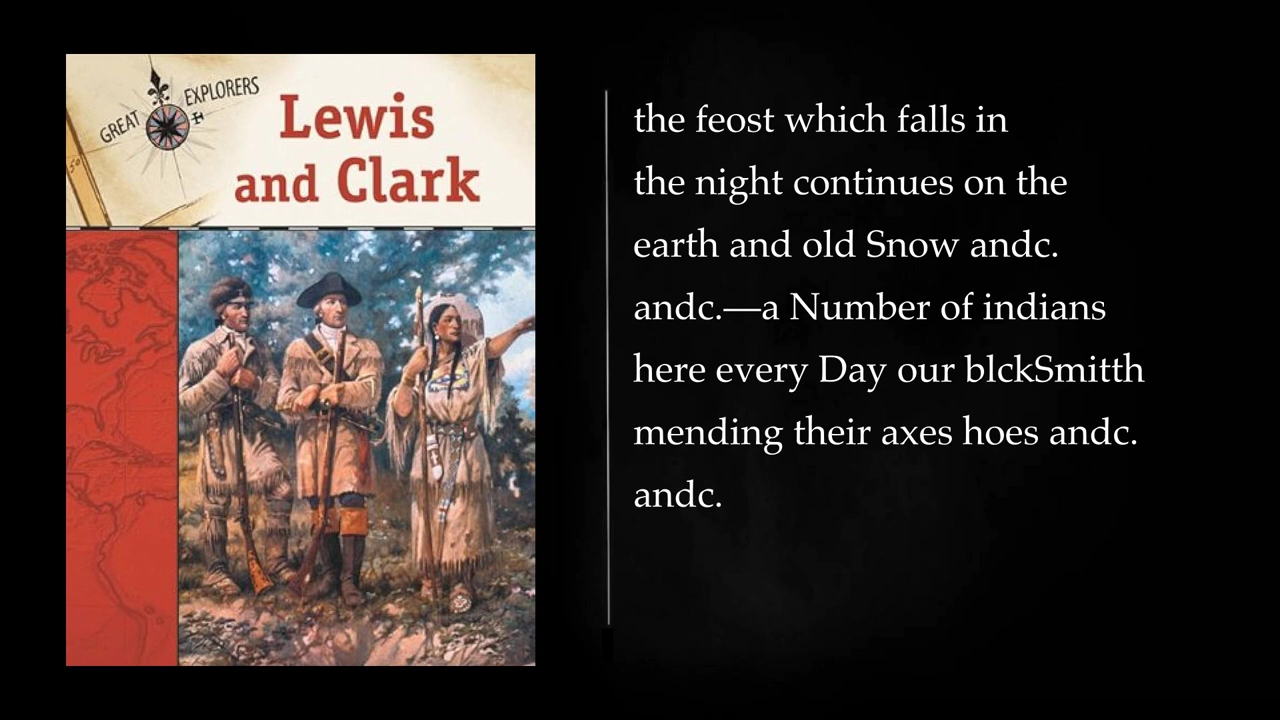 GREAT EXPLORERS
Lewis
and Clark
50
E
the feost which falls in
the night continues on the
earth and old Snow andc.
andc.—a Number of indians
here every Day our blckSmitth
mending their axes hoes andc.
andc.